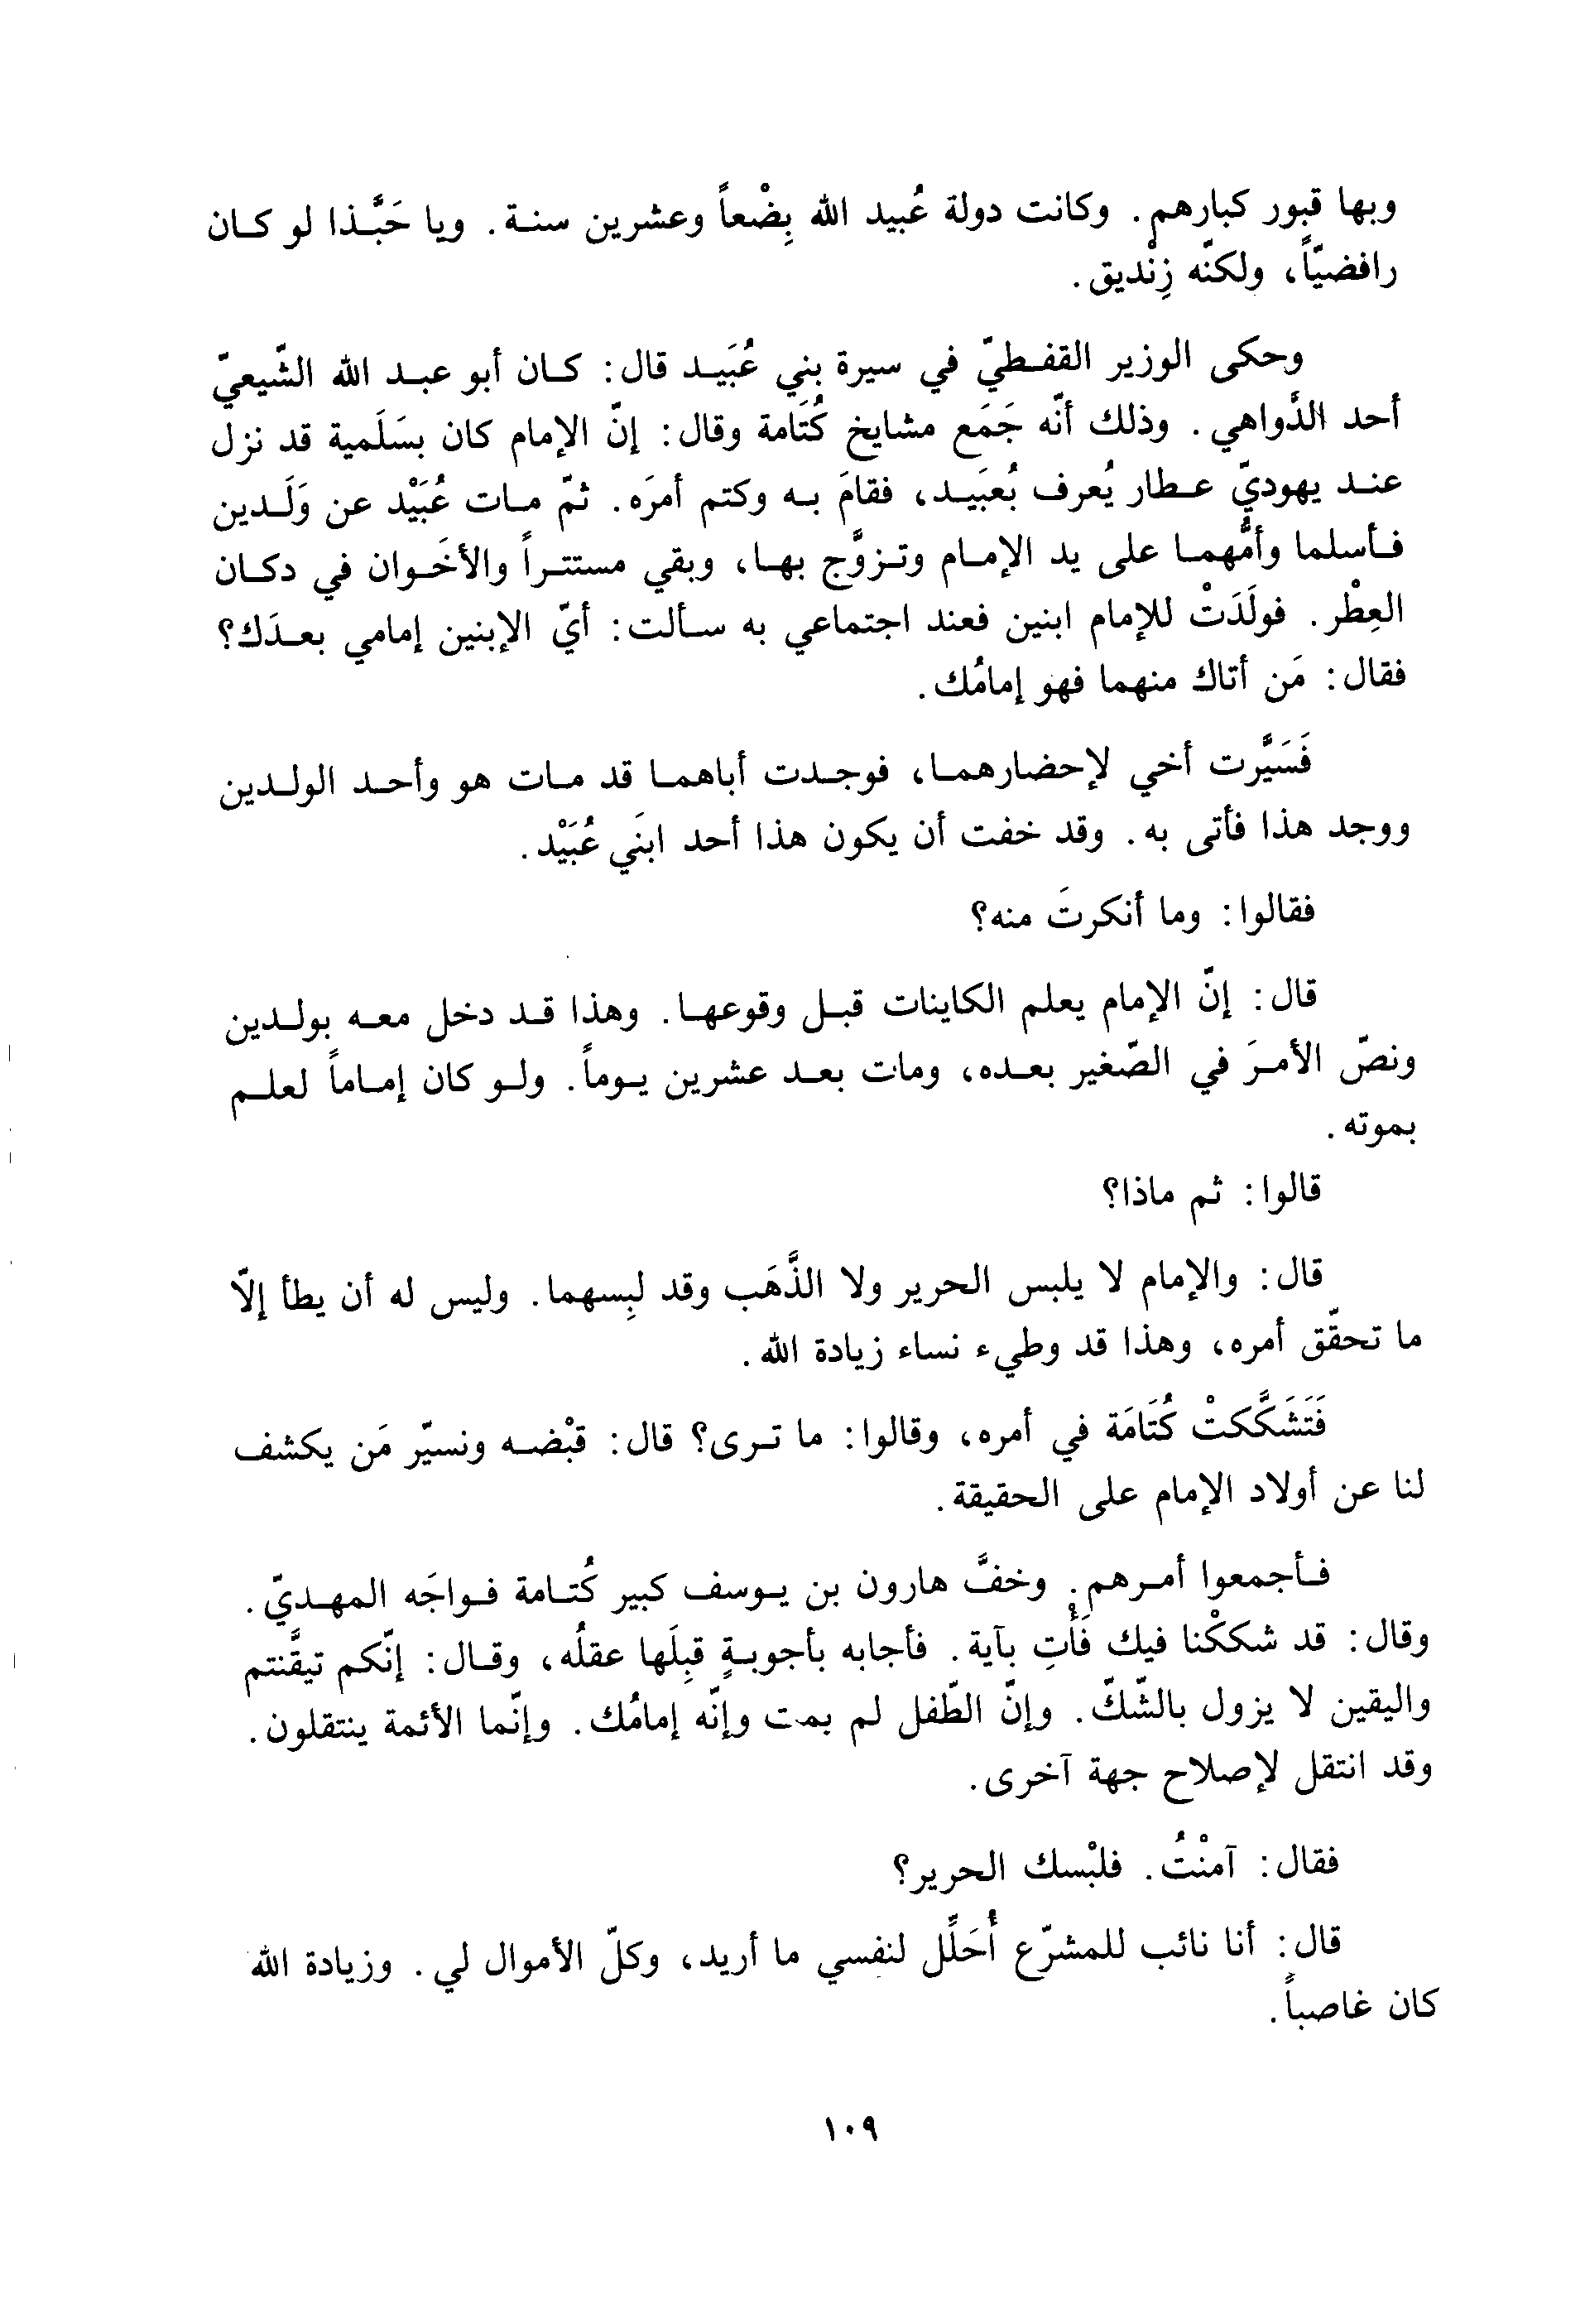 وبها قبور كبارهم. وكانت دولة عُبيد الله بِضْعاً وعشرين سنة. ويا حَبَّذا لو كان
رافضيّاً، ولكنّه زِنْديق.
وحكى الوزير القفطيّ في سيرة بني عُبَيد قال: كان أبو عبد الله الشّيعيّ
أحد الدَّواهي. وذلك أنّه جَمَع مشايخ كُتَامة وقال: إنّ الإمام كان بسَلَمية قد نزل
عند يهوديّ عطار يُعرف بُعبَيد، فقامَ به وكتم أمرَه. ثمّ مات عُبَيْد عن وَلَدين
فأسلما وأمُّهما على يد الإمام وتزوَّج بها، وبقي مستتراً والأخَوان في دكان
العِطْر. فولَدَتْ للإمام ابنين فعند اجتماعي به سألت: أيّ الإبنين إمامي بعدَك؟
فقال: مَن أتاك منهما فهو إمامُك.
فَسَيَّرت أخي لإحضارهما، فوجدت أباهما قد مات هو وأحد الولدين
ووجد هذا فأتى به. وقد خفت أن يكون هذا أحد ابنَي عُبَيْد.
فقالوا: وما أنكرتَ منه؟
قال: إنّ الإمام يعلم الكاينات قبل وقوعها. وهذا قد دخل معه بولدين
ونصّ الأمرَ في الصّغير بعده، ومات بعد عشرين يوماً. ولو كان إماماً لعلم
بموته.
قالوا: ثم ماذا؟
قال: والإمام لا يلبس الحرير ولا الذَّهَب وقد لبِسهما. وليس له أن يطأ إلّا
ما تحقّق أمره، وهذا قد وطيء نساء زيادة الله.
فَتَشَكَّكتْ كُتَامَة في أمره، وقالوا: ما ترى؟ قال: قبْضه ونسيّر مَن يكشف
لنا عن أولاد الإمام على الحقيقة.
فأجمعوا أمرهم. وخفَّ هارون بن يوسف كبير كُتامة فواجَه المهديّ.
وقال: قد شككْنا فيك فَأْتِ بآية. فأجابه بأجوبةٍ قبِلَها عقلُه، وقال: إنّكم تيقَّنتم
واليقين لا يزول بالشّكّ. وإنّ الطّفل لم يمت وإنّه إمامُك. وإنّما الأئمة ينتقلون.
وقد انتقل لإصلاح جهة آخرى.
فقال: آمنْتُ. فلبْسك الحرير؟
قال: أنا نائب للمشرّع أُحَلِّل لنفسي ما أريد، وكلّ الأموال لي. وزيادة الله
كان غاصباً.
١٠٩